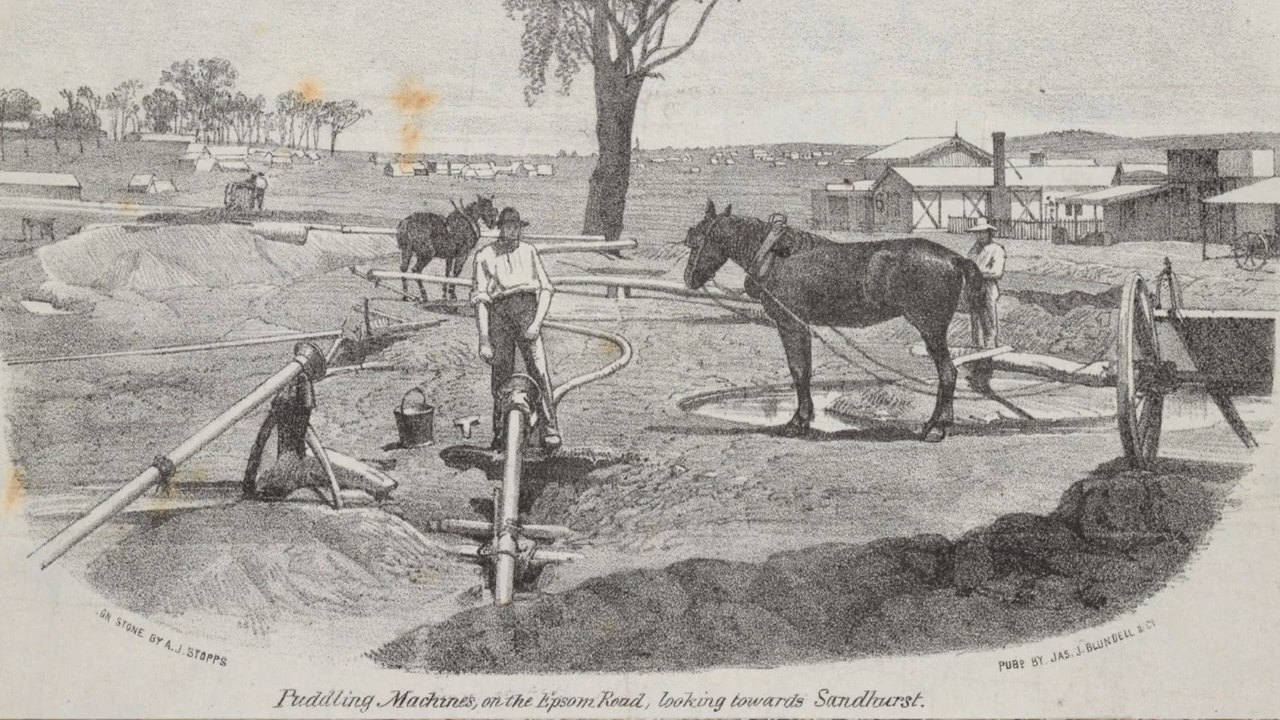 ON STONE BY A.J. STOPPS
PUBD BY JAS. J. BLUNDELL & CO
Puddling Machines, on the Epsom Road, looking towards Sandhurst.